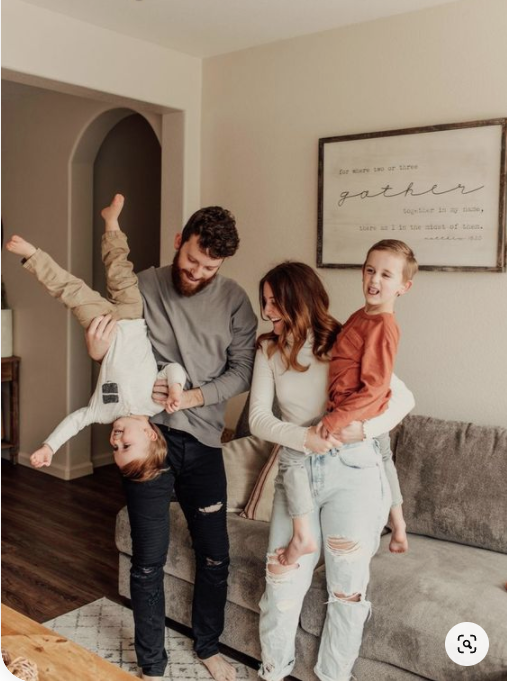 for where two or three
gather
together in my name,
there am I in the midst of them.